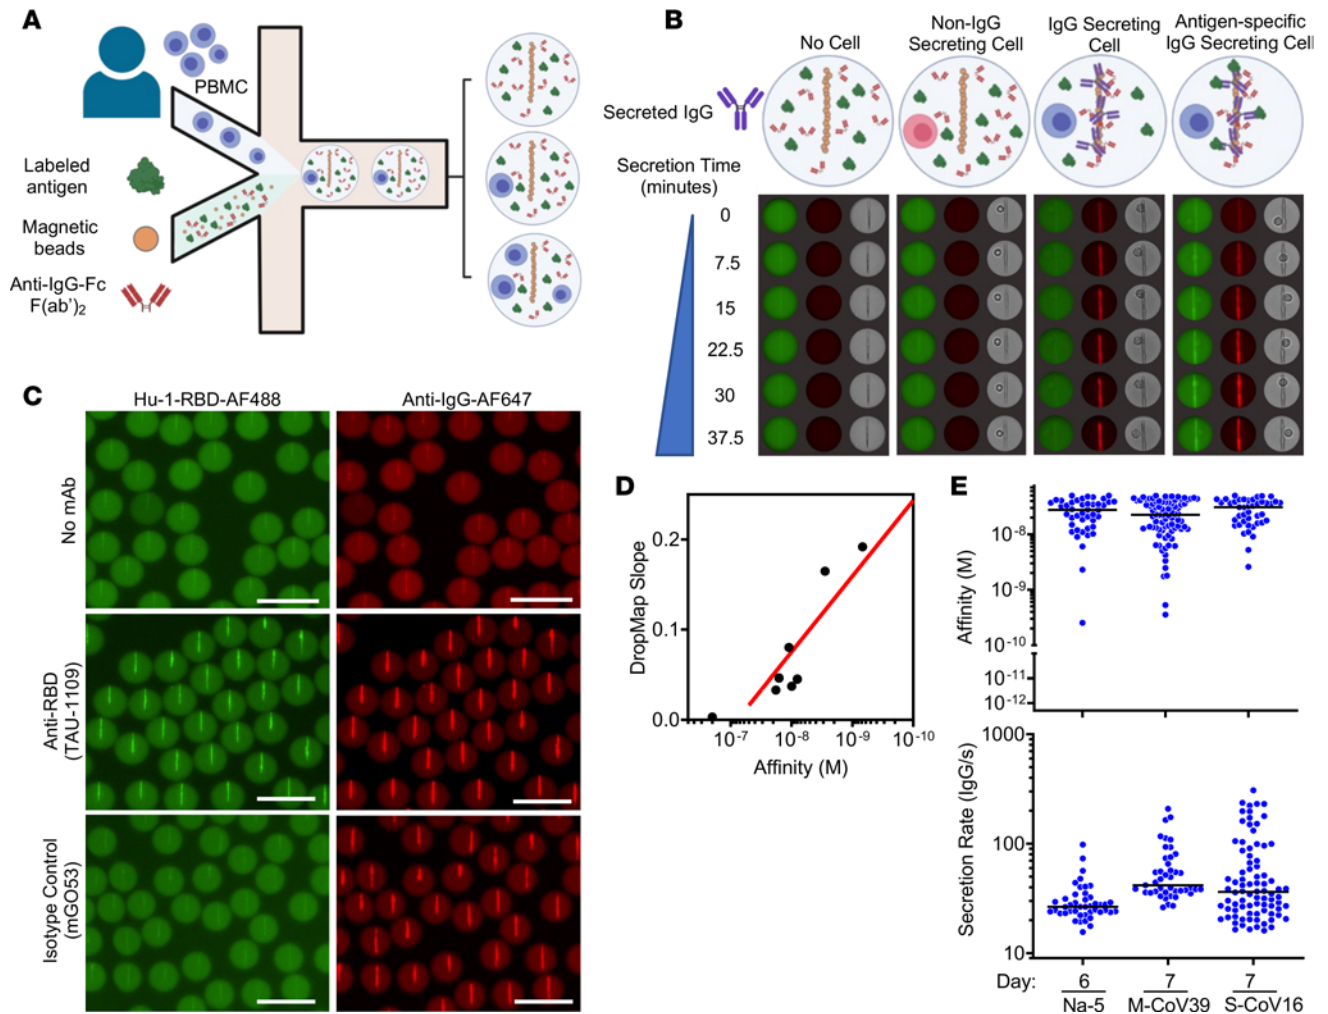 A
PBMC
Labeled
antigen
Magnetic
beads
Anti-IgG-Fc
F(ab')2
B
No Cell
Non-IgG
Secreting Cell
IgG Secreting
Cell
Antigen-specific
IgG Secreting Cell
Secreted IgG
Secretion Time
(minutes)
0
7.5
15
22.5
30
37.5
C
Hu-1-RBD-AF488
Anti-IgG-AF647
No mAb
Anti-RBD
(TAU-1109)
Isotype Control
(mGO53)
D
DropMap Slope
0.2
0.1
0.0
10-7
10-8
10-9
10-10
Affinity (M)
E
Affinity (M)
10-8
10-9
10-10
10-11
10-12
Secretion Rate (IgG/s)
1000
100
10
Day: 6 7 7
Na-5 M-CoV39 S-CoV16